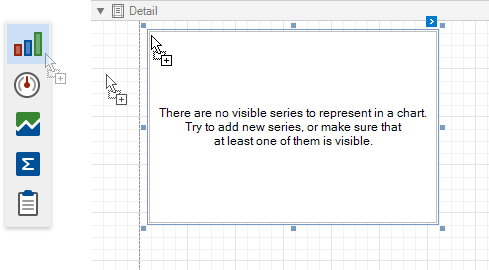 Detail
There are no visible series to represent in a chart.
Try to add new series, or make sure that
at least one of them is visible.